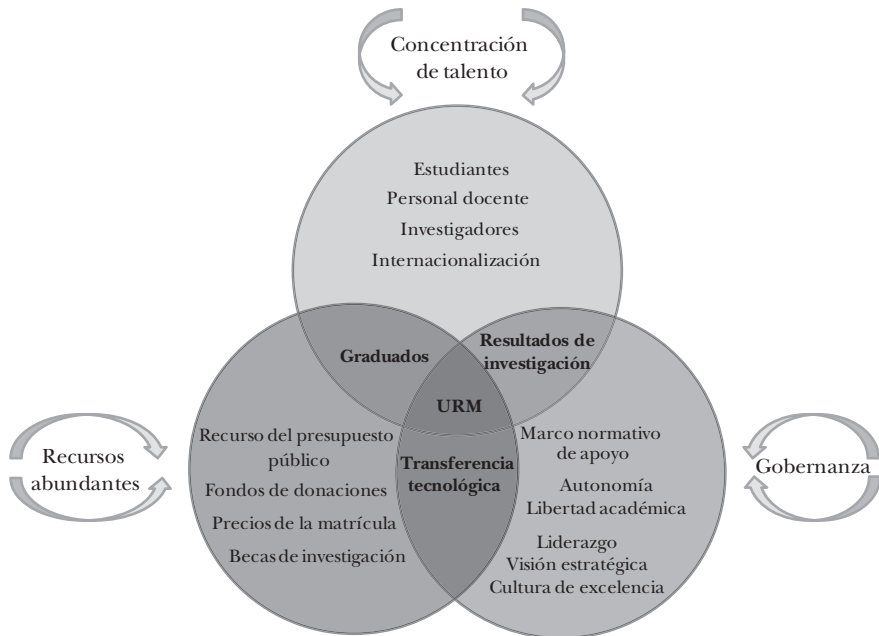 Concentración
de talento
Estudiantes
Personal docente
Investigadores
Internacionalización
Graduados
Resultados de
investigación
URM
Recursos
abundantes
Recurso del presupuesto
público
Fondos de donaciones
Precios de la matrícula
Becas de investigación
Transferencia
tecnológica
Marco normativo
de apoyo
Autonomía
Libertad académica
Liderazgo
Visión estratégica
Cultura de excelencia
Gobernanza